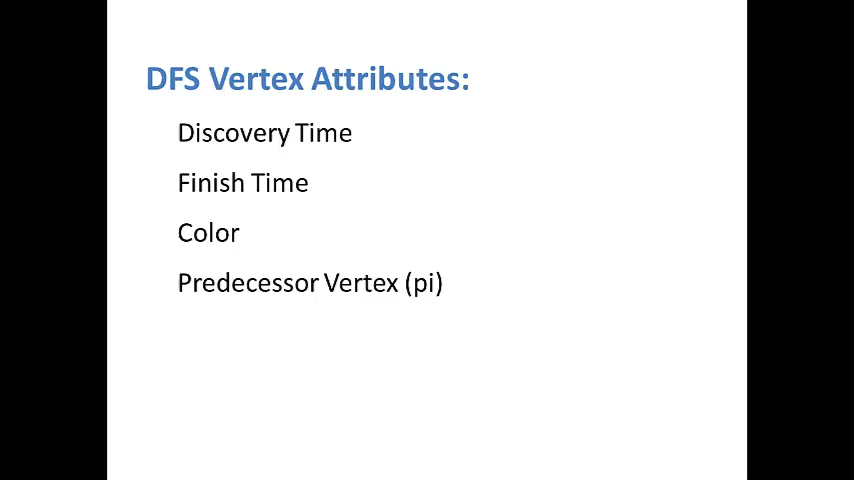 DFS Vertex Attributes:
Discovery Time
Finish Time
Color
Predecessor Vertex (pi)